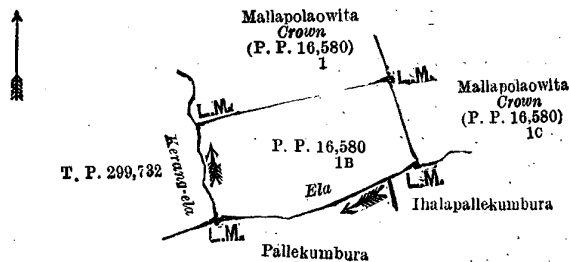 Mallapolaowita
Crown
(P. P. 16,580)
1
L.M.
Mallapolaowita
Crown
(P. P. 16,580)
1C
L.M.
Kerang-ela
T. P. 299,732
P. P. 16,580
1B
Ela
L.M.
Ihalapallekumbura
L.M.
Pallekumbura